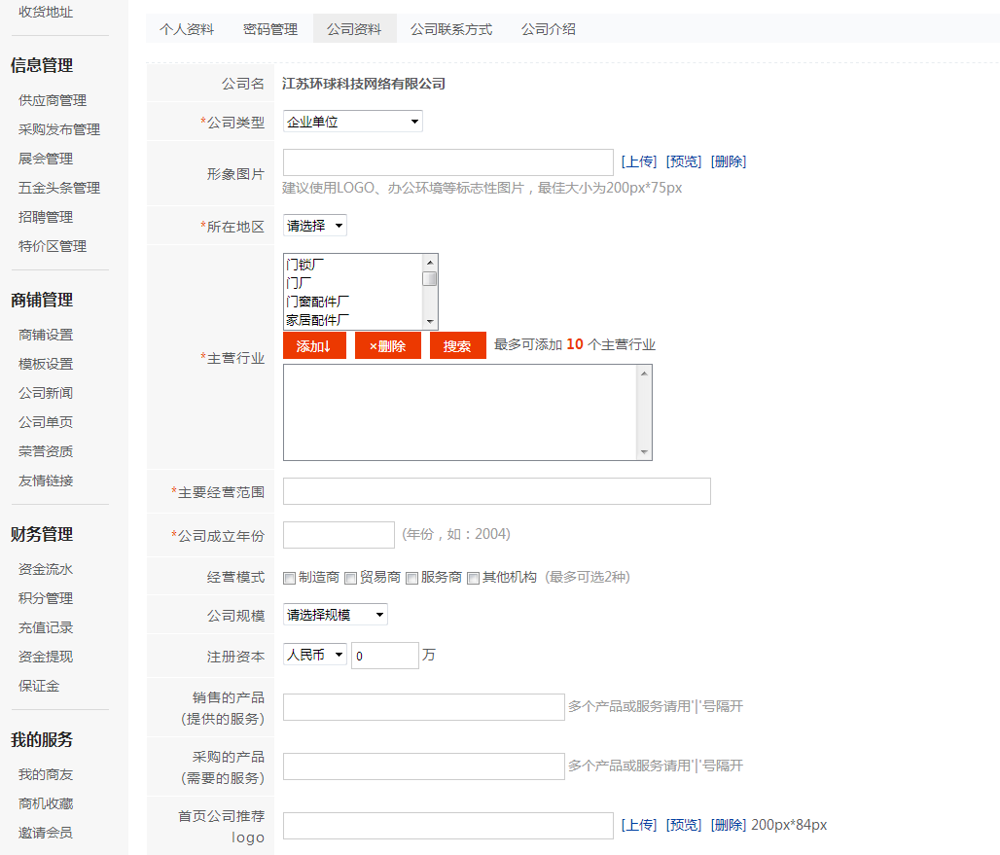 收货地址
信息管理
供应商管理
采购发布管理
展会管理
五金头条管理
招聘管理
特价区管理
商铺管理
商铺设置
模板设置
公司新闻
公司单页
荣誉资质
友情链接
财务管理
资金流水
积分管理
充值记录
资金提现
保证金
我的服务
我的商友
商机收藏
邀请会员
个人资料 密码管理 公司资料 公司联系方式 公司介绍
公司名 江苏环球科技网络有限公司
*公司类型 企业单位
形象图片 [上传] [预览] [删除]
建议使用LOGO、办公环境等标志性图片，最佳大小为200px*75px
*所在地区 请选择
*主营行业
门锁厂
门厂
门窗配件厂
家居配件厂
添加↓ ×删除 搜索 最多可添加 10 个主营行业
*主要经营范围
*公司成立年份 (年份，如：2004)
经营模式 制造商 贸易商 服务商 其他机构 (最多可选2种)
公司规模 请选择规模
注册资本 人民币 0 万
销售的产品
(提供的服务) 多个产品或服务请用'|'号隔开
采购的产品
(需要的服务) 多个产品或服务请用'|'号隔开
首页公司推荐
logo [上传] [预览] [删除] 200px*84px